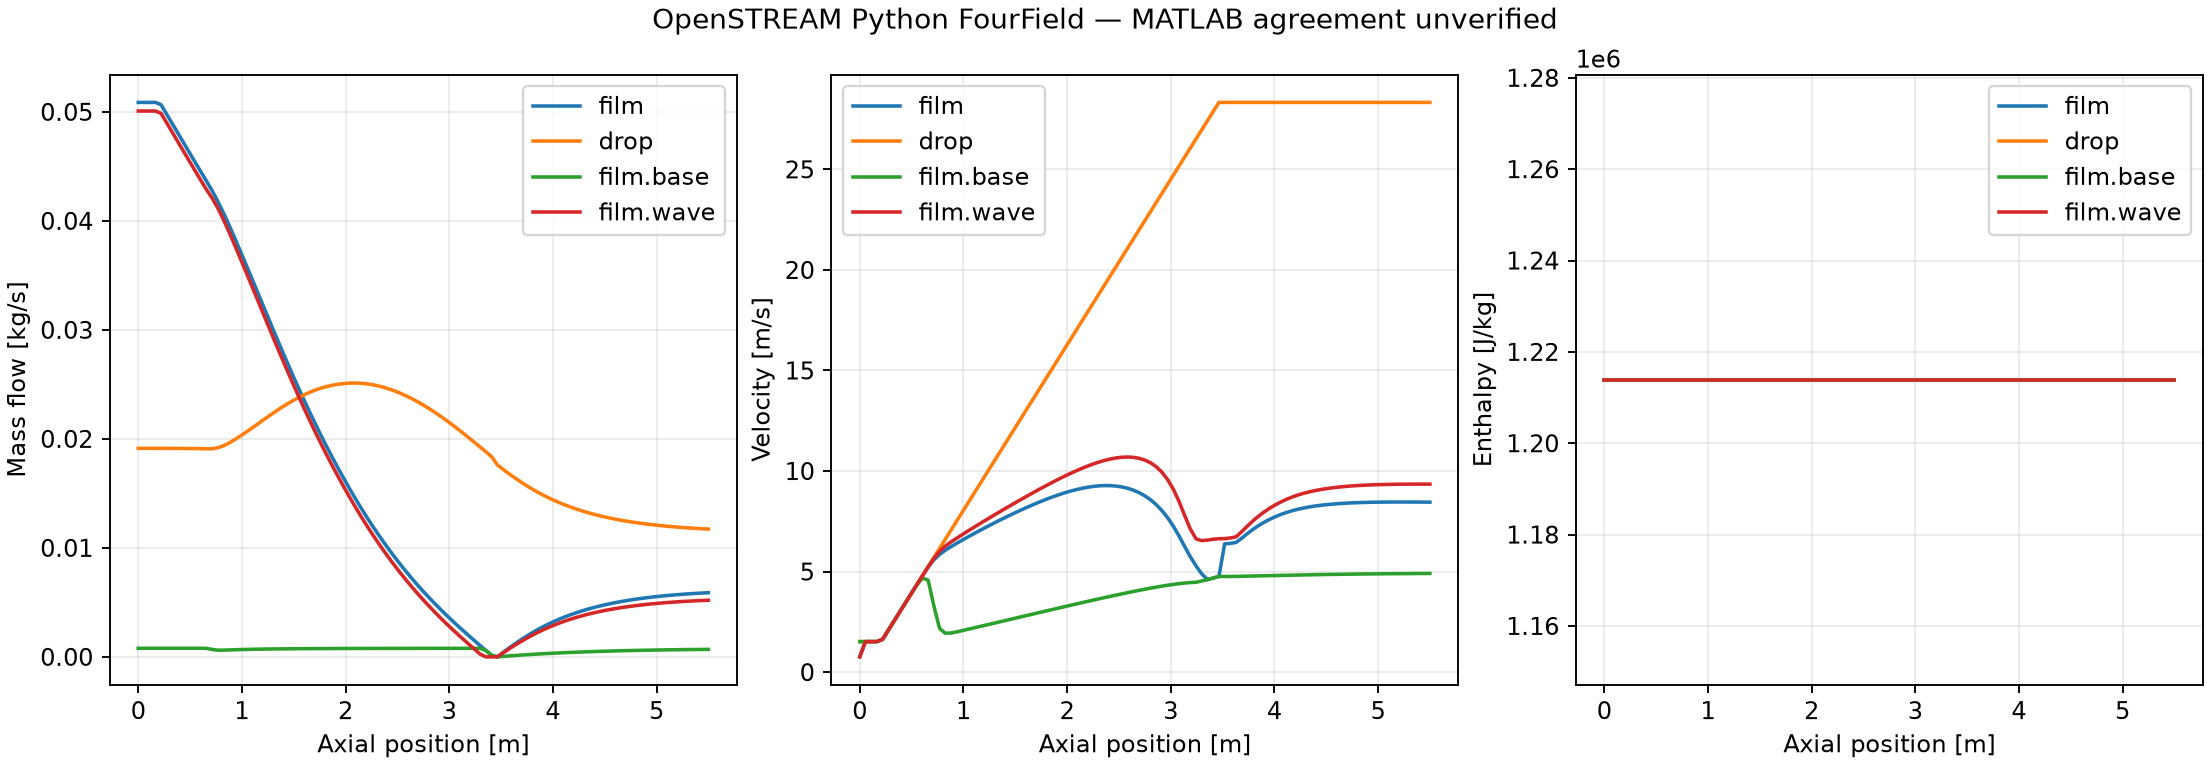 OpenSTREAM Python FourField — MATLAB agreement unverified
Mass flow [kg/s]
0.05
0.04
0.03
0.02
0.01
0.00
film
drop
film.base
film.wave
0 1 2 3 4 5
Axial position [m]
Velocity [m/s]
25
20
15
10
5
0
film
drop
film.base
film.wave
0 1 2 3 4 5
Axial position [m]
Enthalpy [J/kg]
1e6
1.28
1.26
1.24
1.22
1.20
1.18
1.16
film
drop
film.base
film.wave
0 1 2 3 4 5
Axial position [m]